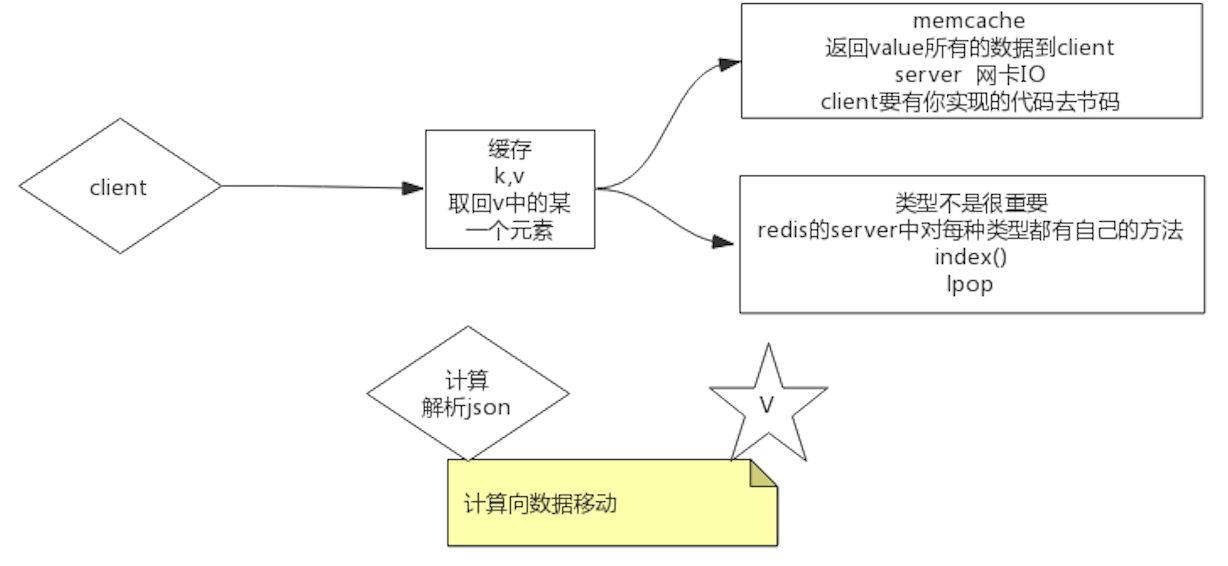 memcache
返回value所有的数据到client
server 网卡IO
client要有你实现的代码去节码
client
缓存
k,v
取回v中的某
一个元素
类型不是很重要
redis的server中对每种类型都有自己的方法
index()
lpop
计算
解析json
V
计算向数据移动